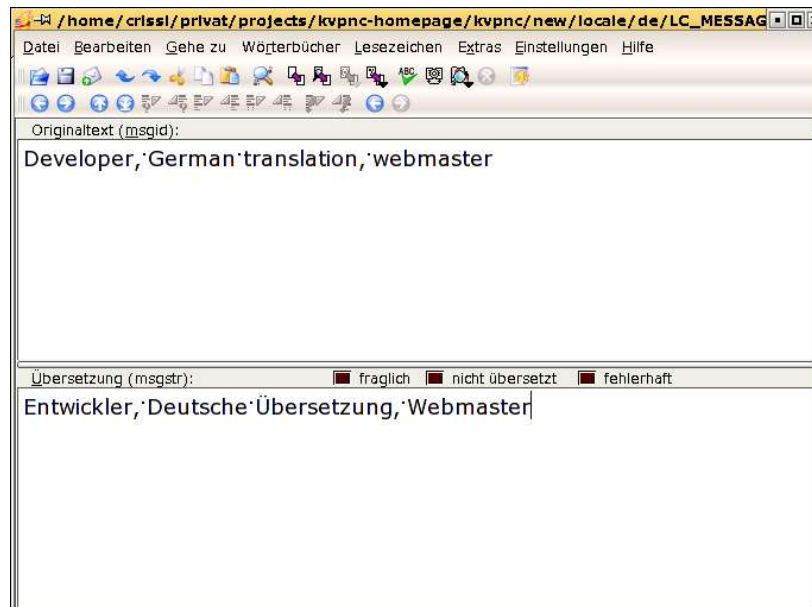 /home/crissi/privat/projects/kvpnc-homepage/kvpnc/new/locale/de/LC_MESSAG
Datei Bearbeiten Gehe zu Wörterbücher Lesezeichen Extras Einstellungen Hilfe
ABC
Originaltext (msgid):
Developer,·German·translation,·webmaster
Übersetzung (msgstr): fraglich nicht übersetzt fehlerhaft
Entwickler,·Deutsche·Übersetzung,·Webmaster